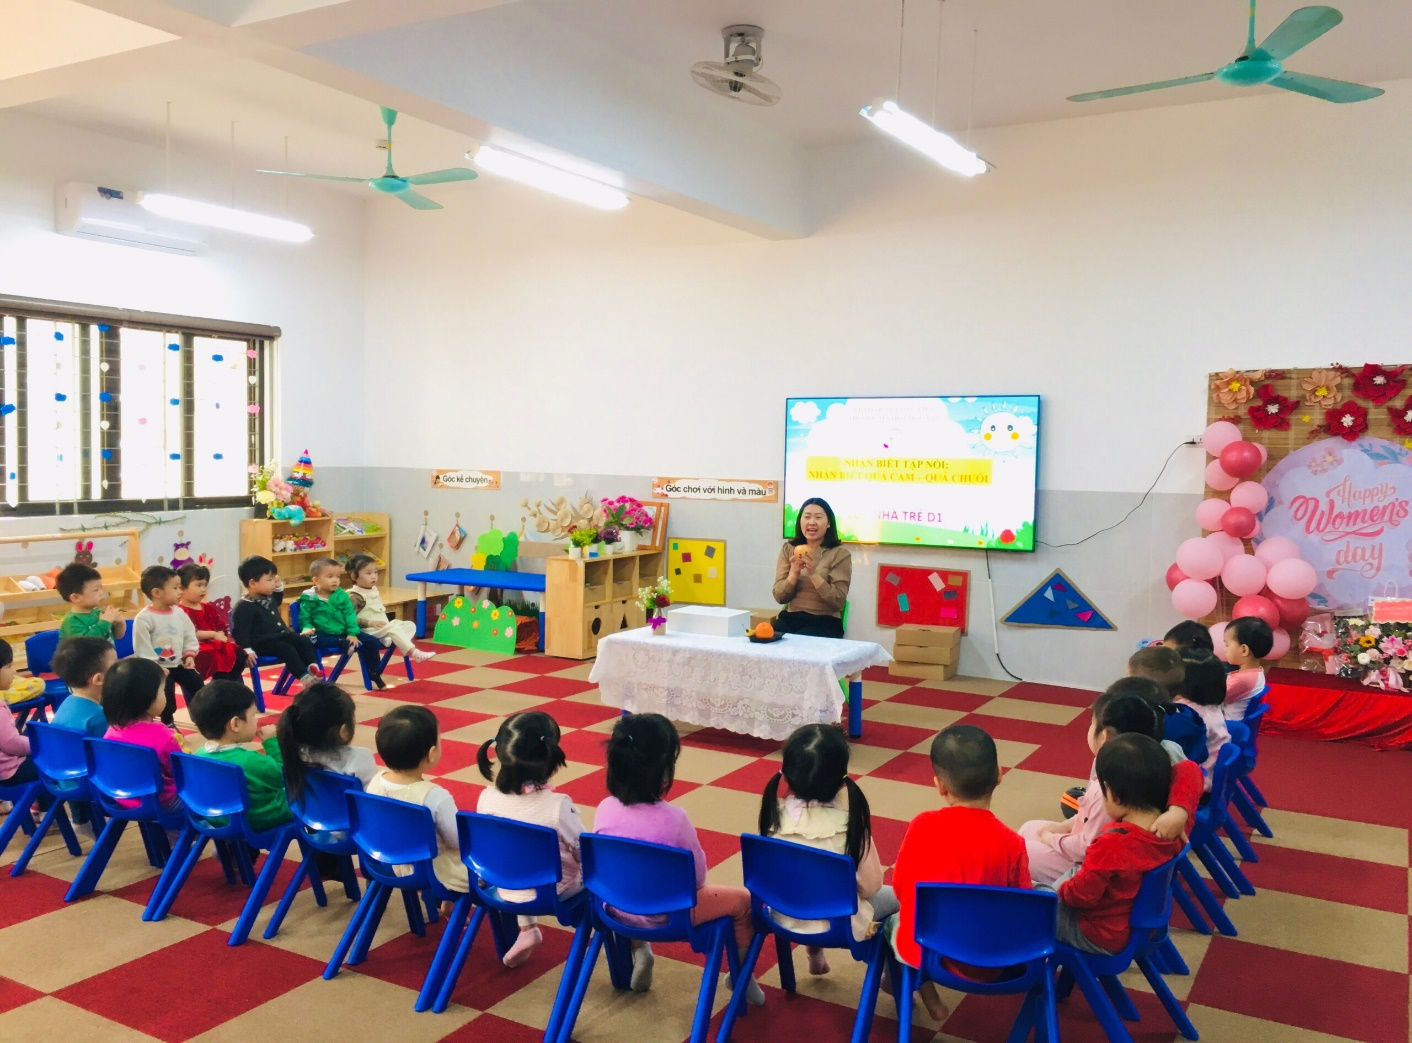 Góc kể chuyện
Góc chơi với hình và màu
NHẬN BIẾT TẬP NÓI:
NHẬN BIẾT QUẢ CAM – QUẢ CHUỐI
NHÀ TRẺ D1
Happy
Women's
day